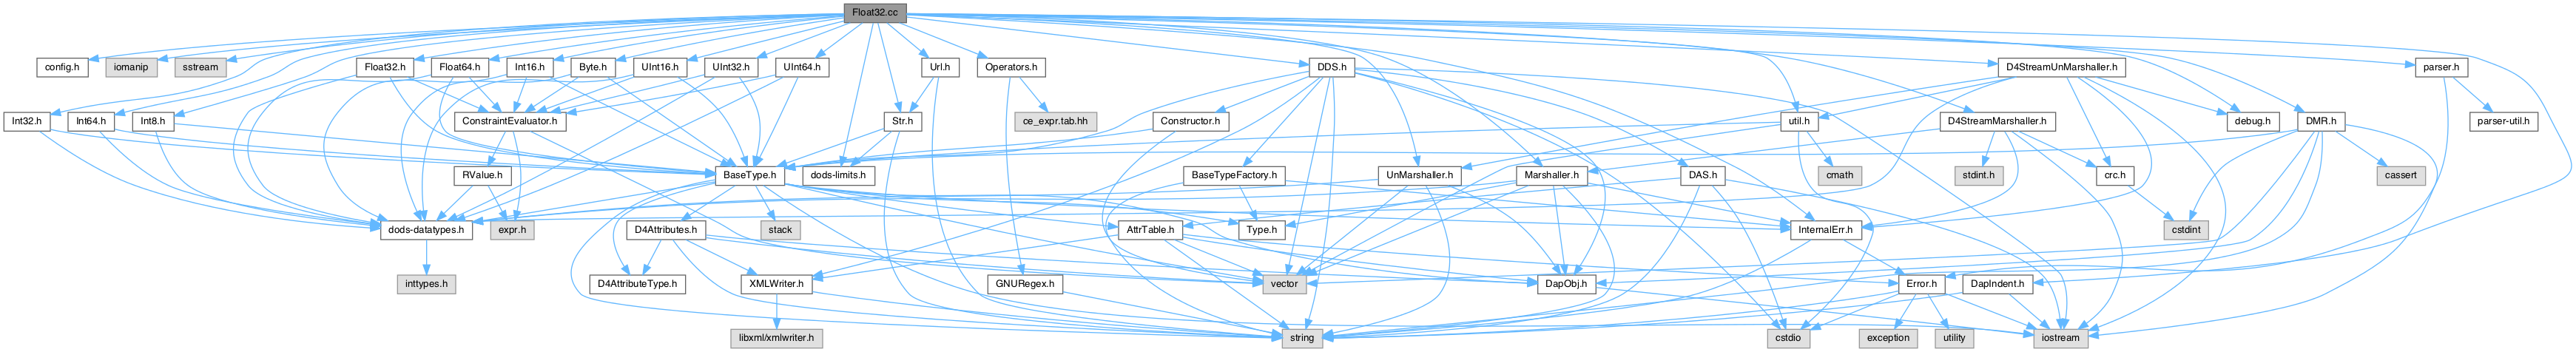 Float32.cc
config.h
iomanip
sstream
Float32.h
Float64.h
Int16.h
Byte.h
UInt16.h
UInt32.h
UInt64.h
Url.h
Operators.h
DDS.h
D4StreamUnMarshaller.h
parser.h
Int32.h
Int64.h
Int8.h
ConstraintEvaluator.h
Str.h
ce_expr.tab.hh
Constructor.h
util.h
D4StreamMarshaller.h
debug.h
DMR.h
parser-util.h
RValue.h
BaseType.h
dods-limits.h
BaseTypeFactory.h
UnMarshaller.h
Marshaller.h
DAS.h
cmath
stdint.h
crc.h
cassert
dods-datatypes.h
expr.h
D4Attributes.h
stack
AttrTable.h
Type.h
InternalErr.h
cstdint
inttypes.h
D4AttributeType.h
XMLWriter.h
GNURegex.h
vector
DapObj.h
Error.h
DapIndent.h
libxml/xmlwriter.h
string
cstdio
exception
utility
iostream